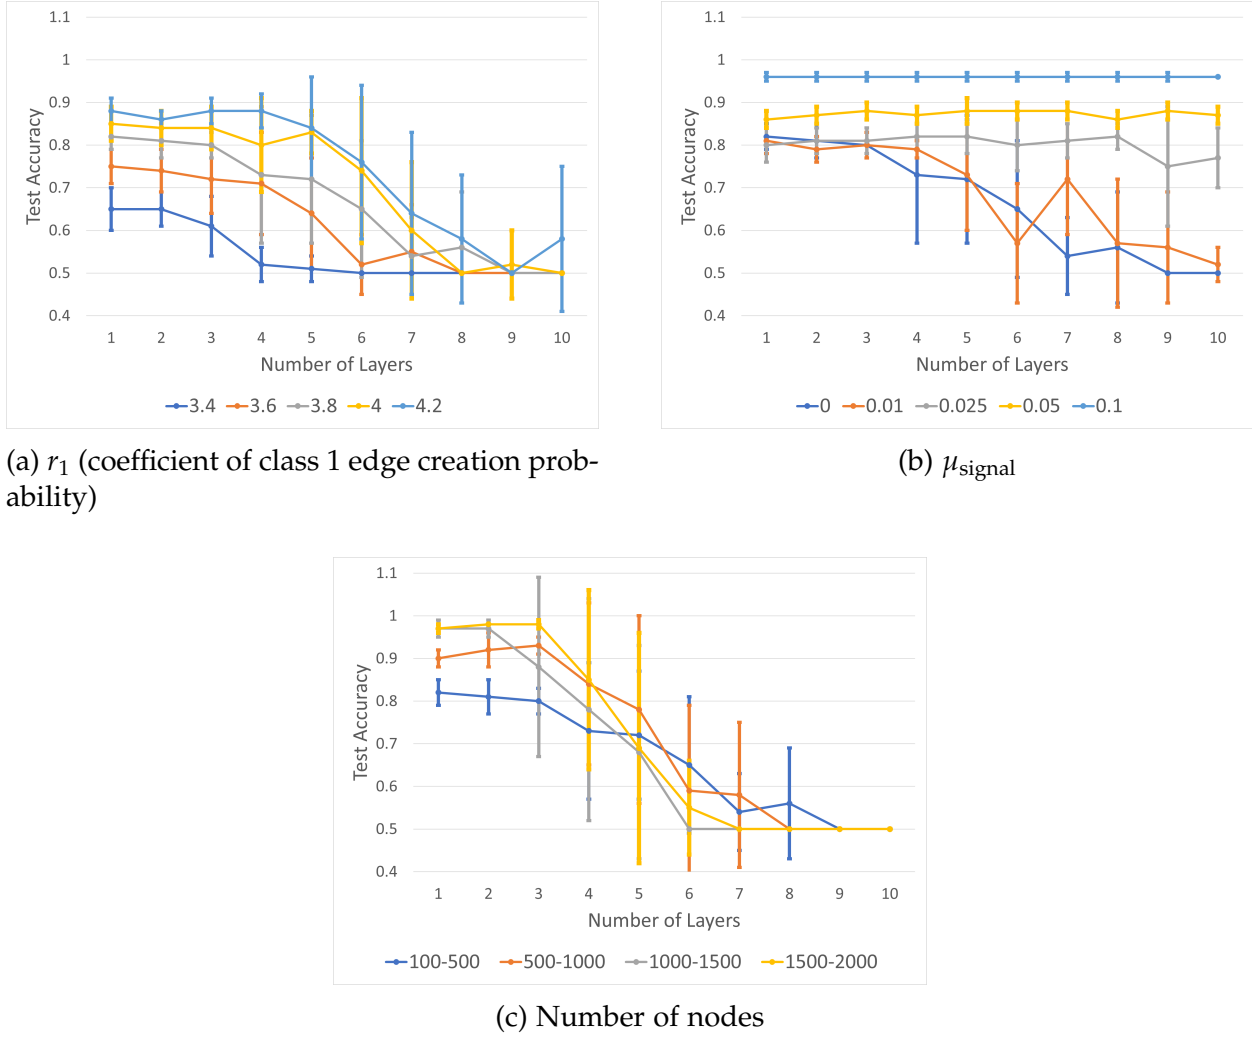 1.1
1
0.9
0.8
0.7
0.6
0.5
0.4
Test Accuracy
1 2 3 4 5 6 7 8 9 10
Number of Layers
3.4 3.6 3.8 4 4.2
(a) r₁ (coefficient of class 1 edge creation prob-
ability)
1.1
1
0.9
0.8
0.7
0.6
0.5
0.4
Test Accuracy
1 2 3 4 5 6 7 8 9 10
Number of Layers
0 0.01 0.025 0.05 0.1
(b) μsignal
1.1
1
0.9
0.8
0.7
0.6
0.5
0.4
Test Accuracy
1 2 3 4 5 6 7 8 9 10
Number of Layers
100-500 500-1000 1000-1500 1500-2000
(c) Number of nodes